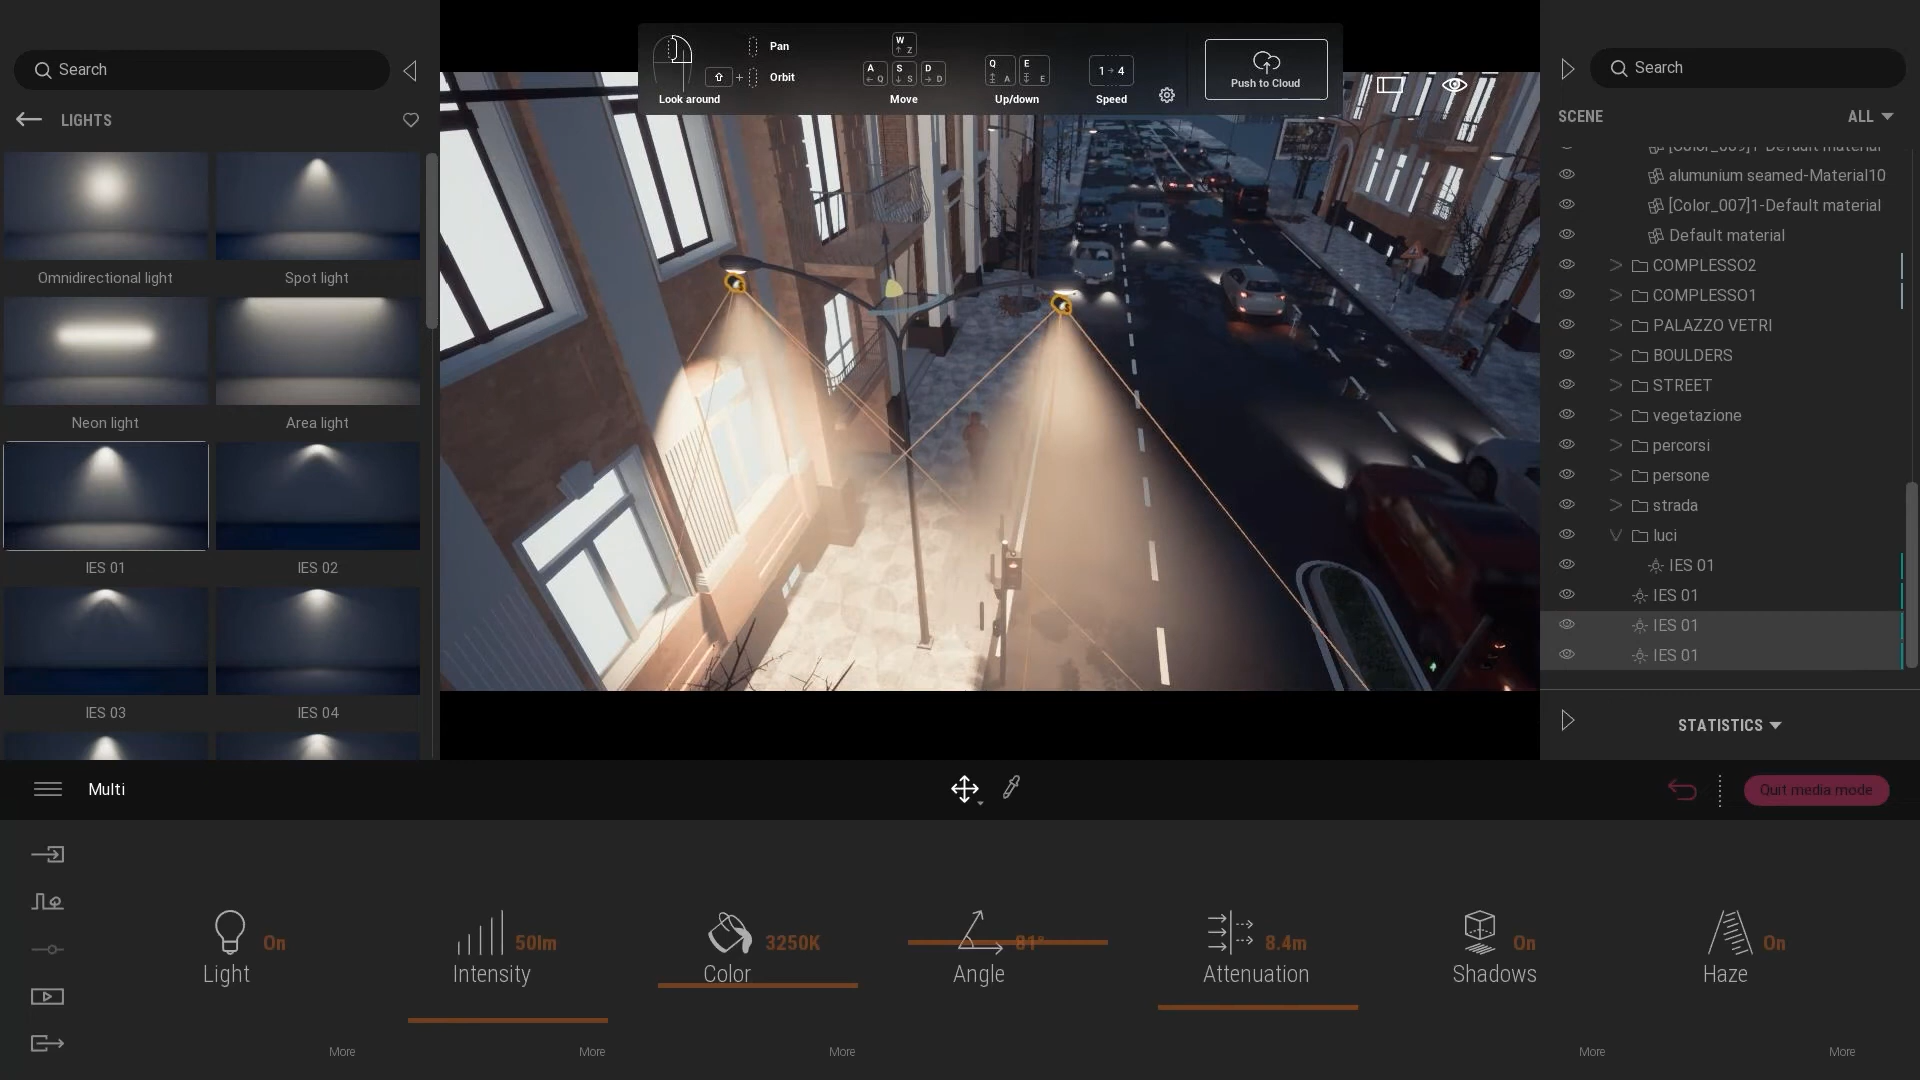 Search
LIGHTS
Omnidirectional light
Spot light
Neon light
Area light
IES 01
IES 02
IES 03
IES 04
Pan
+
Orbit
Look around
W
Z
A
Q
S
S
D
D
Move
Q
A
E
E
Up/down
1 → 4
Speed
Push to Cloud
Search
SCENE
ALL
alumunium seamed-Material10
[Color_007]1-Default material
Default material
COMPLESSO2
COMPLESSO1
PALAZZO VETRI
BOULDERS
STREET
vegetazione
percorsi
persone
strada
luci
IES 01
IES 01
IES 01
IES 01
STATISTICS
Multi
Quit media mode
On
Light
50lm
Intensity
3250K
Color
81°
Angle
8.4m
Attenuation
On
Shadows
On
Haze
More
More
More
More
More